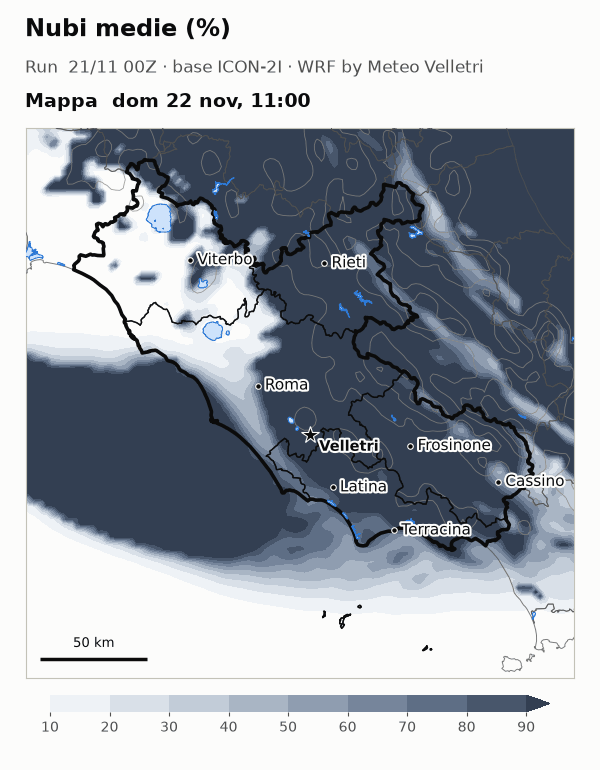 Nubi medie (%)
Run  21/11 00Z · base ICON-2I · WRF by Meteo Velletri
Mappa  dom 22 nov, 11:00
Viterbo
Rieti
Roma
Velletri
Frosinone
Cassino
Latina
Terracina
50 km
10 20 30 40 50 60 70 80 90